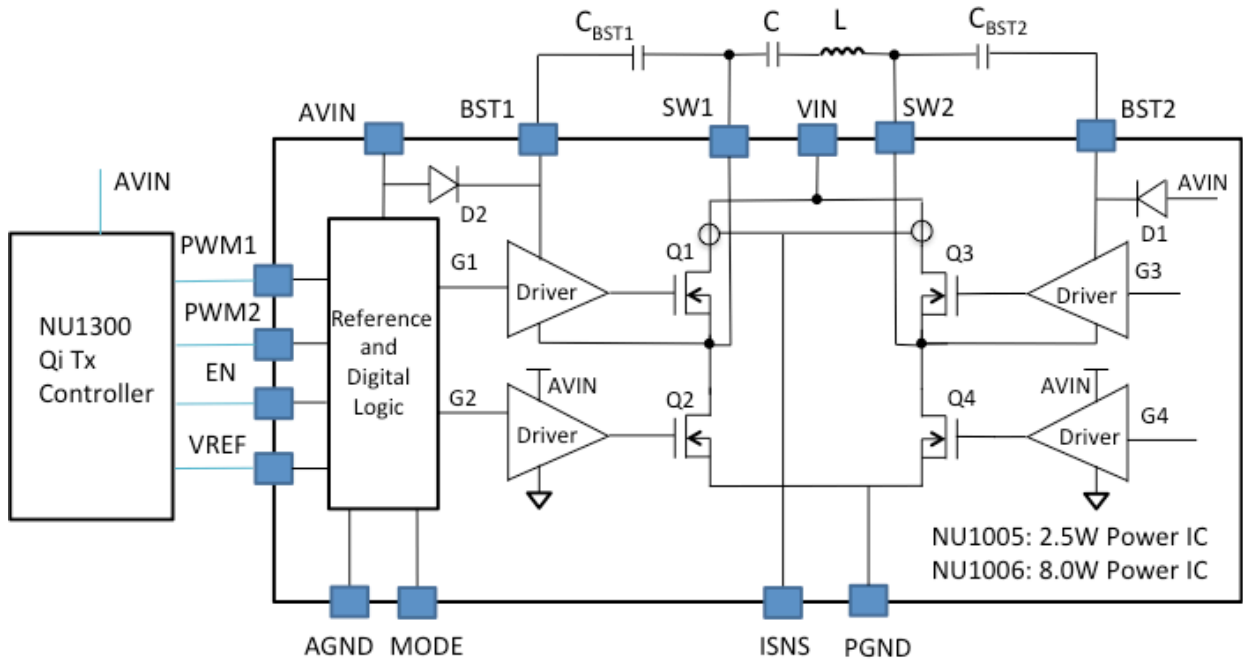 C_BST1
C
L
C_BST2
AVIN
BST1
SW1
VIN
SW2
BST2
AVIN
D2
AVIN
D1
PWM1
PWM2
EN
VREF
NU1300
Qi Tx
Controller
Reference
and
Digital
Logic
G1
Driver
Q1
Q3
Driver
G3
G2
AVIN
Driver
Q2
Q4
AVIN
Driver
G4
NU1005: 2.5W Power IC
NU1006: 8.0W Power IC
AGND
MODE
ISNS
PGND